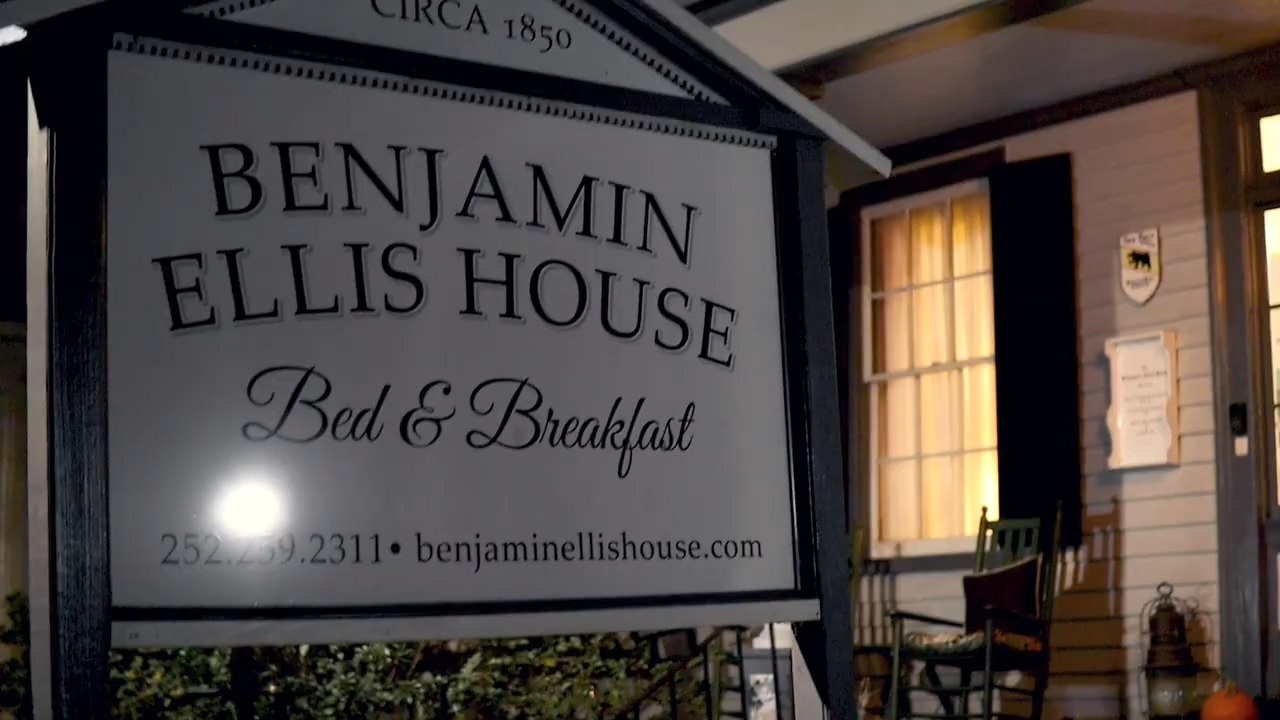 CIRCA 1850
BENJAMIN
ELLIS HOUSE
Bed & Breakfast
252.259.2311• benjaminellishouse.com